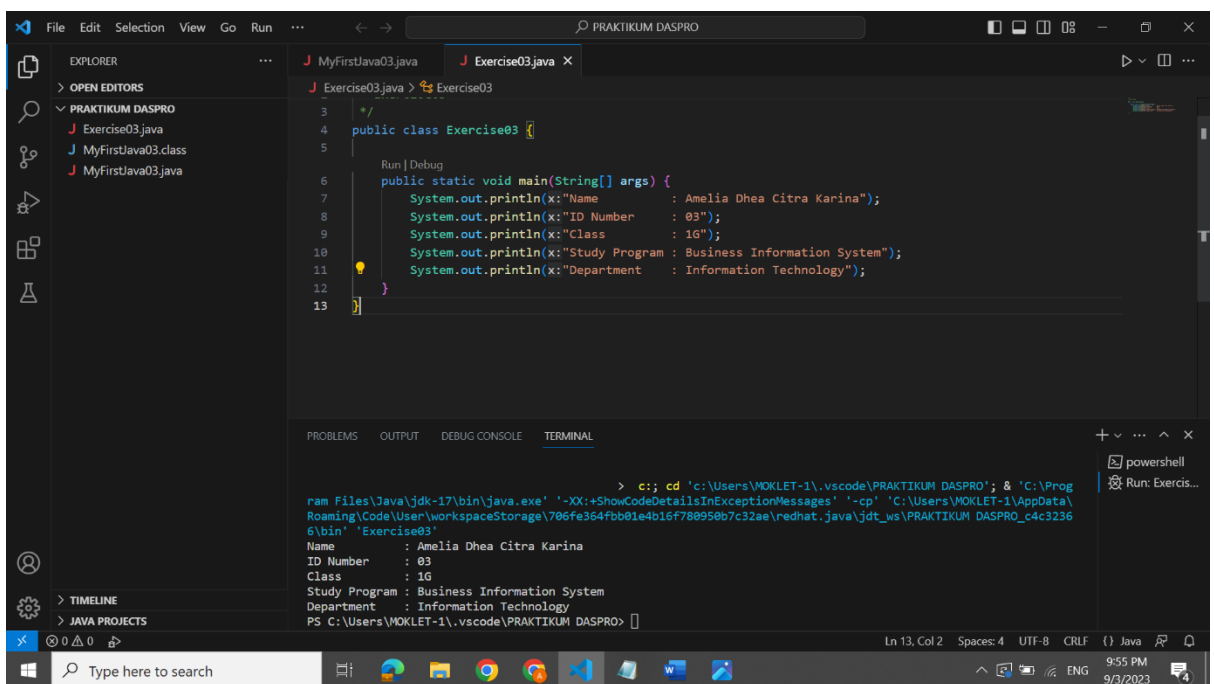 File Edit Selection View Go Run ··· ← → PRAKTIKUM DASPRO
EXPLORER ···
> OPEN EDITORS
PRAKTIKUM DASPRO
J Exercise03.java
J MyFirstJava03.class
J MyFirstJava03.java
> TIMELINE
> JAVA PROJECTS
J MyFirstJava03.java J Exercise03.java ×
J Exercise03.java > Exercise03
3 */
4 public class Exercise03 {
5
Run | Debug
6 public static void main(String[] args) {
7 System.out.println(x:"Name : Amelia Dhea Citra Karina");
8 System.out.println(x:"ID Number : 03");
9 System.out.println(x:"Class : 1G");
10 System.out.println(x:"Study Program : Business Information System");
11 System.out.println(x:"Department : Information Technology");
12 }
13 }
PROBLEMS OUTPUT DEBUG CONSOLE TERMINAL
> c:; cd 'c:\Users\MOKLET-1\.vscode\PRAKTIKUM DASPRO'; & 'C:\Prog
ram Files\Java\jdk-17\bin\java.exe' '-XX:+ShowCodeDetailsInExceptionMessages' '-cp' 'C:\Users\MOKLET-1\AppData\
Roaming\Code\User\workspaceStorage\706fe364fbb01e4b16f780950b7c32ae\redhat.java\jdt_ws\PRAKTIKUM DASPRO_c4c3236
6\bin' 'Exercise03'
Name : Amelia Dhea Citra Karina
ID Number : 03
Class : 1G
Study Program : Business Information System
Department : Information Technology
PS C:\Users\MOKLET-1\.vscode\PRAKTIKUM DASPRO>
powershell
Run: Exercis...
0 0 Ln 13, Col 2 Spaces: 4 UTF-8 CRLF {} Java
Type here to search
ENG
9:55 PM
9/3/2023
4